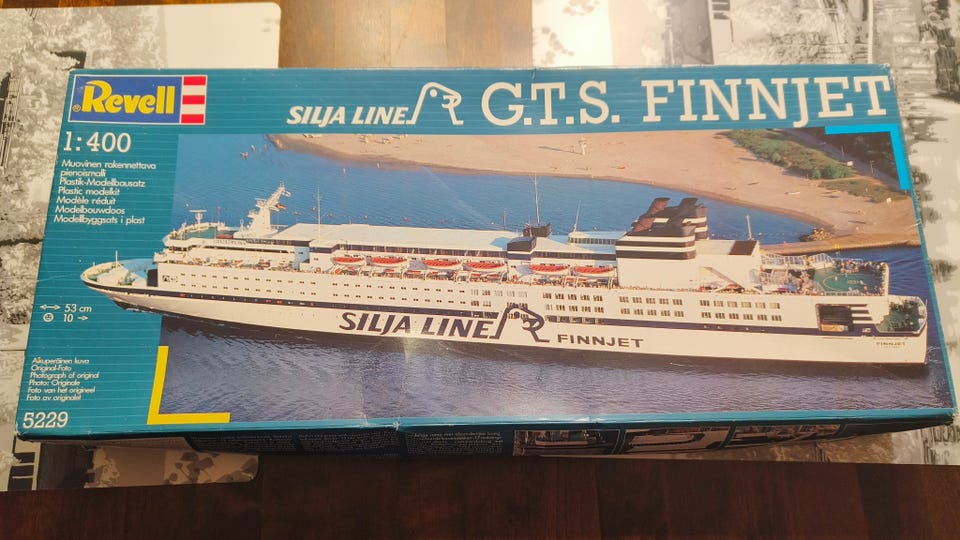 ® Revell
SILJA LINE G.T.S. FINNJET
1:400
Muovinen rakennettava
pienoismalli
Plastik-Modellbausatz
Plastic modelkit
Modèle réduit
Modelbouwdoos
Modellbyggsats i plast
53 cm
10
SILJA LINE FINNJET
FINNJET
Alkuperäinen kuva
Original-Foto
Photograph of original
Photo: Originale
Foto van het origineel
Foto av originalet
5229